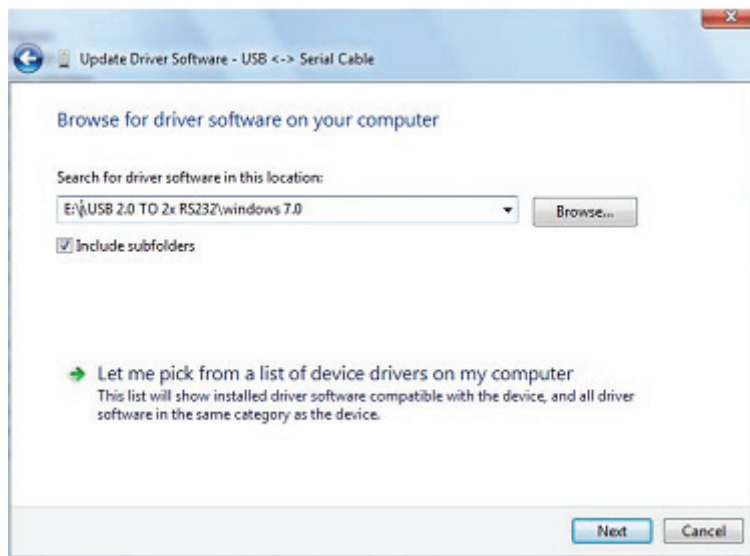 Update Driver Software - USB <-> Serial Cable
Browse for driver software on your computer
Search for driver software in this location:
E:\\USB 2.0 TO 2x RS232\windows 7.0
Browse...
Include subfolders
Let me pick from a list of device drivers on my computer
This list will show installed driver software compatible with the device, and all driver
software in the same category as the device.
Next Cancel